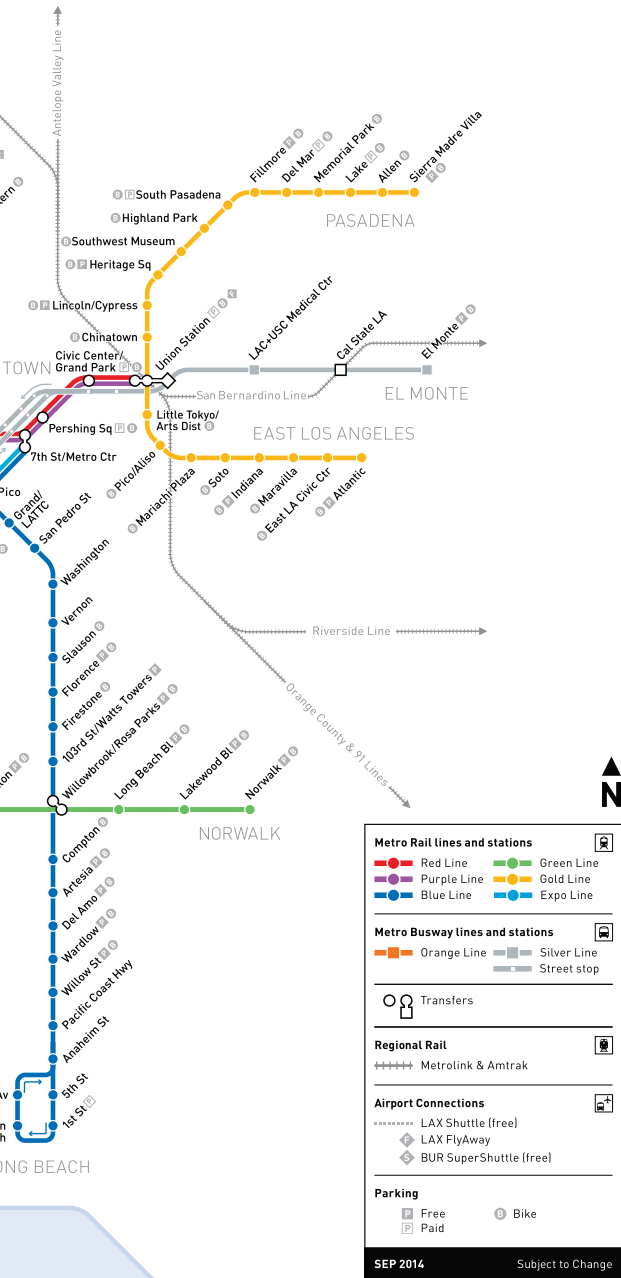 Antelope Valley Line
ern B
Fillmore P B
Del Mar P B
Memorial Park B
Lake P B
Allen B
Sierra Madre Villa
P B
B P South Pasadena
PASADENA
B Highland Park
B Southwest Museum
B P Heritage Sq
B P Lincoln/Cypress
B Chinatown
Union Station P B
LAC+USC Medical Ctr
Cal State LA
El Monte P B
TOWN
Civic Center/
Grand Park P B
San Bernardino Line
EL MONTE
Little Tokyo/
Arts Dist B
Pershing Sq P B
EAST LOS ANGELES
7th St/Metro Ctr
B Pico/Aliso
B Mariachi Plaza
B Soto
B P Indiana
B Maravilla
B East LA Civic Ctr
B P Atlantic
Pico
Grand/
LATTC
San Pedro St
B
Washington
Vernon
Slauson B
Florence P B
Firestone B
103rd St/Watts Towers P
Willowbrook/Rosa Parks P B
Riverside Line
Orange County & 91 Lines
ton P B
Long Beach Bl P B
Lakewood Bl P B
Norwalk P B
NORWALK
N
Compton B
Artesia P B
Del Amo P B
Wardlow P B
Willow St P B
Pacific Coast Hwy
Anaheim St
Av
5th St
n
h
1st St P
ONG BEACH
Metro Rail lines and stations
Red Line
Green Line
Purple Line
Gold Line
Blue Line
Expo Line
Metro Busway lines and stations
Orange Line
Silver Line
Street stop
Transfers
Regional Rail
Metrolink & Amtrak
Airport Connections
LAX Shuttle (free)
F LAX FlyAway
S BUR SuperShuttle (free)
Parking
P Free
B Bike
P Paid
SEP 2014
Subject to Change